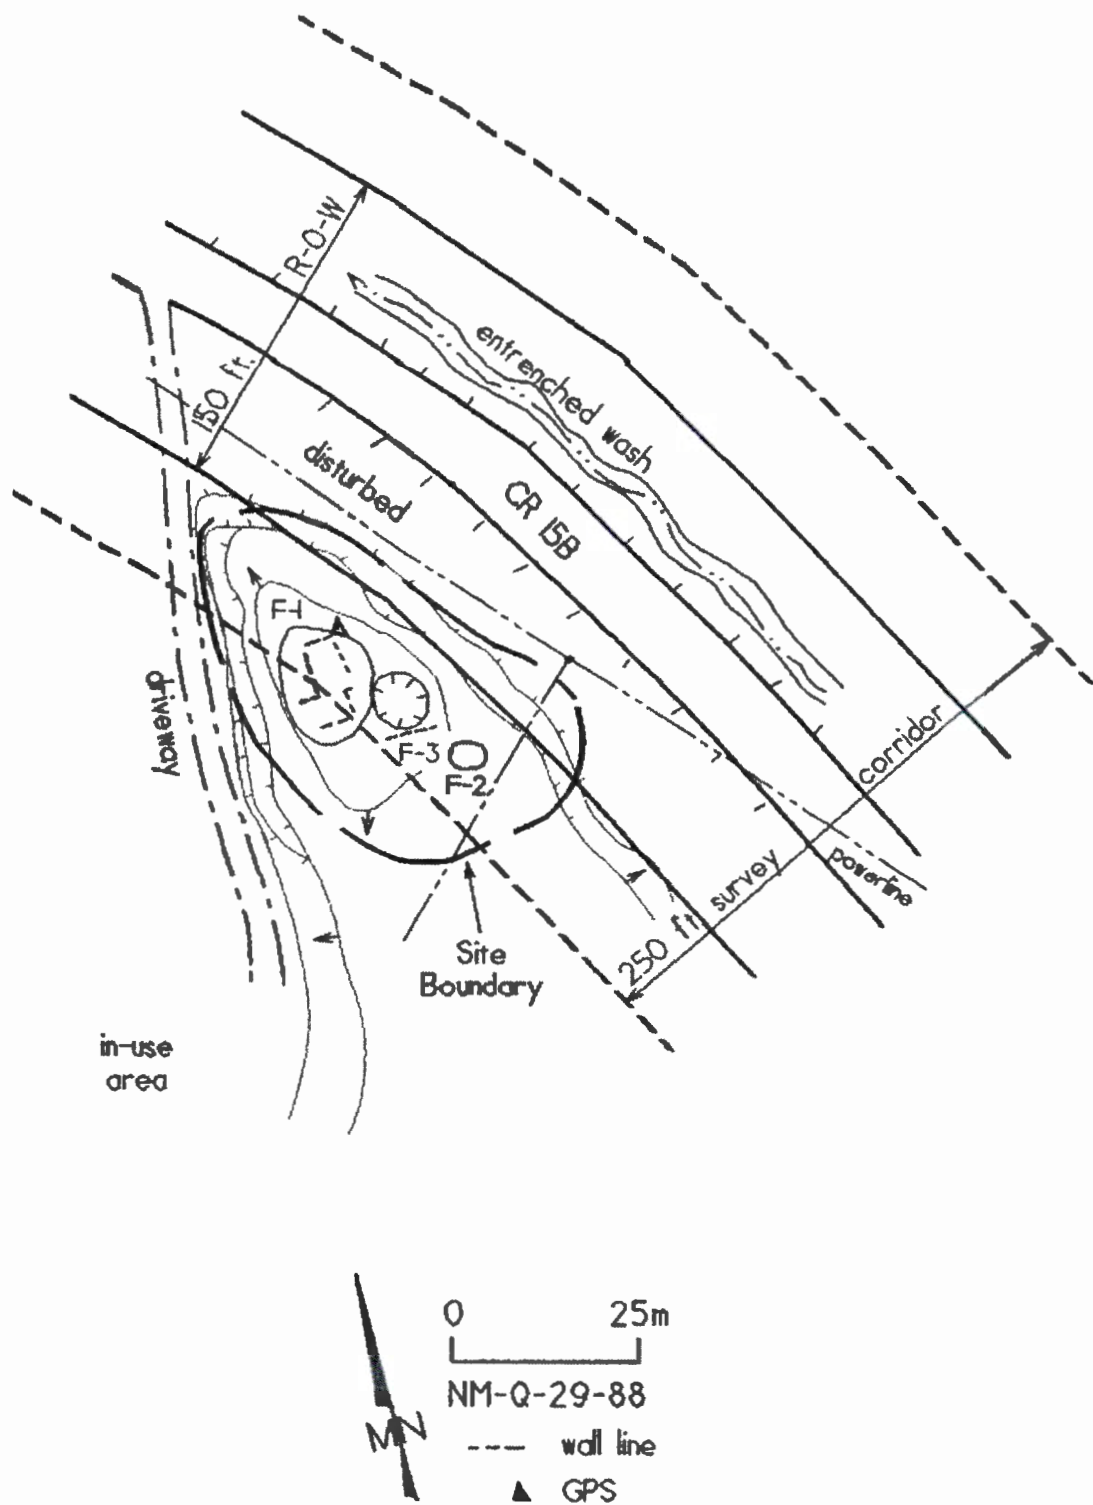 R-O-W
150 ft.
entrenched wash
disturbed
CR 15B
F-1
driveway
F-3
F-2
corridor
survey
250 ft.
powerline
Site
Boundary
in-use
area
0 25m
NM-Q-29-88
MN
--- wall line
▲ GPS